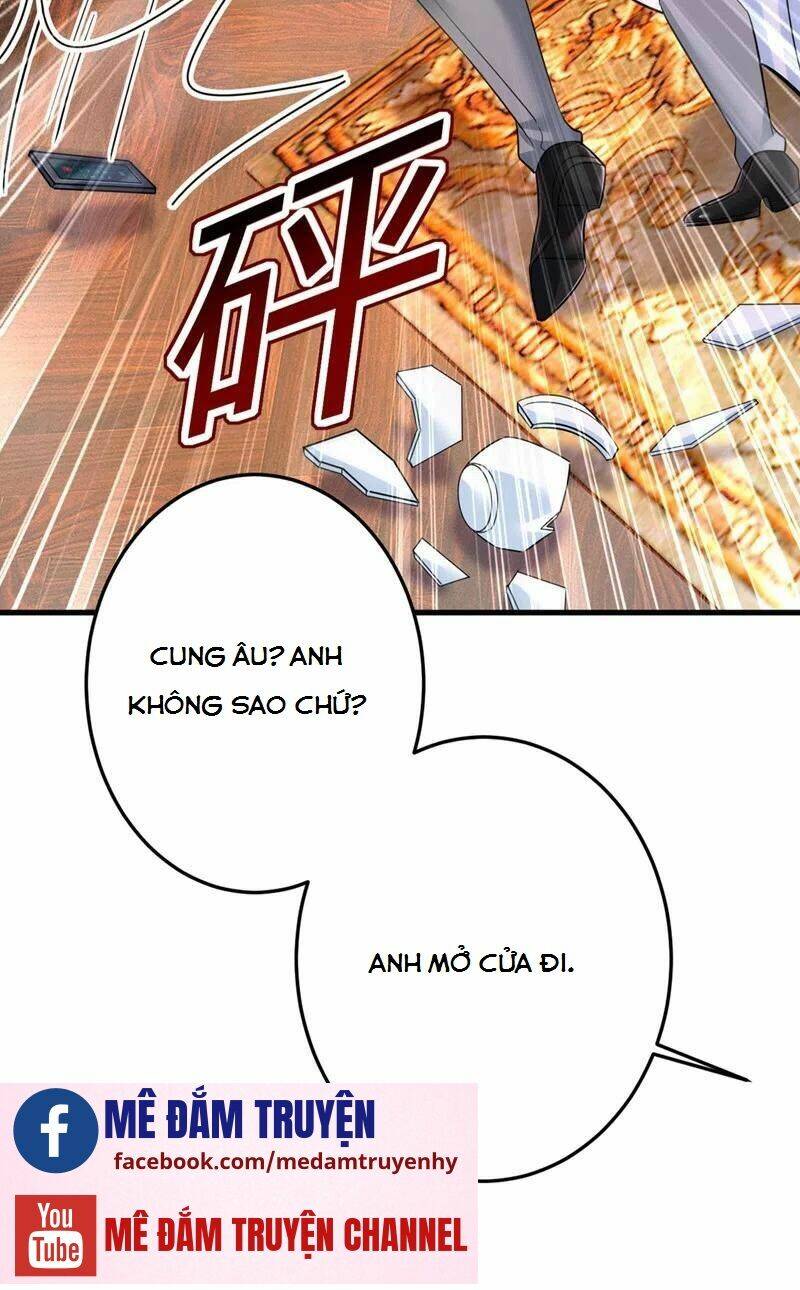 砰
CUNG ÂU? ANH
KHÔNG SAO CHỨ?
ANH MỞ CỬA ĐI.
MÊ ĐẮM TRUYỆN
facebook.com/medamtruyenhy
You
Tube
MÊ ĐẮM TRUYỆN CHANNEL